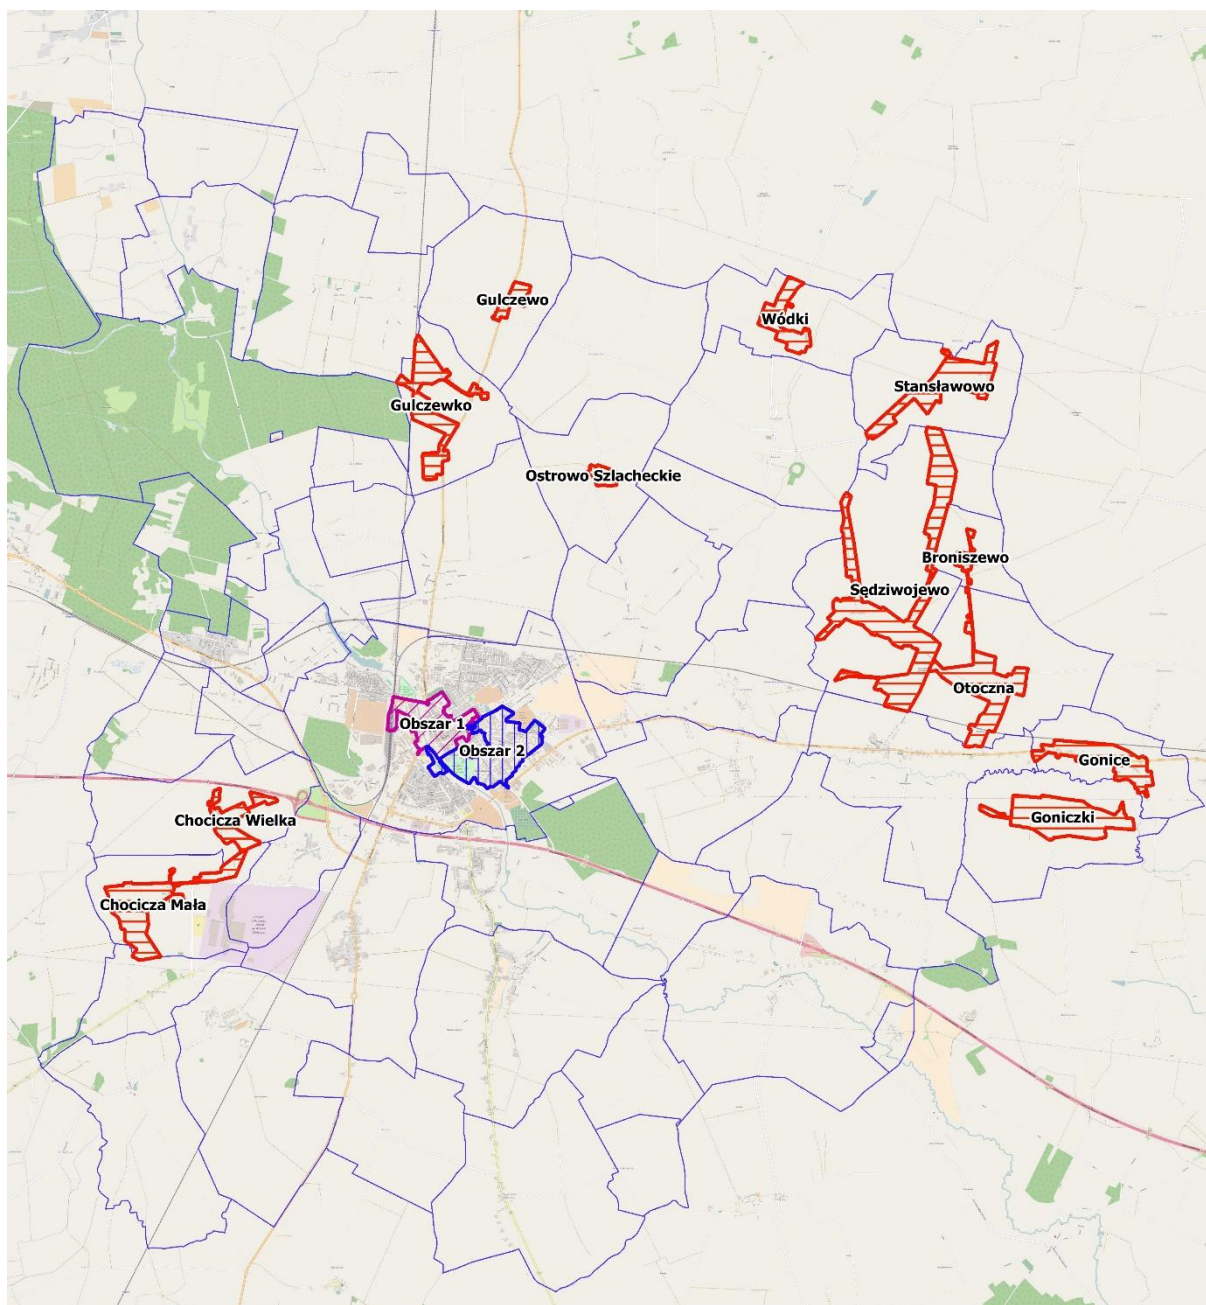 Gulczewo
Wódki
Stansławowo
Gulczewko
Ostrowo Szlacheckie
Broniszewo
Sędziwojewo
Otoczna
Obszar 1
Obszar 2
Gonice
Goniczki
Chocicza Wielka
Chocicza Mała